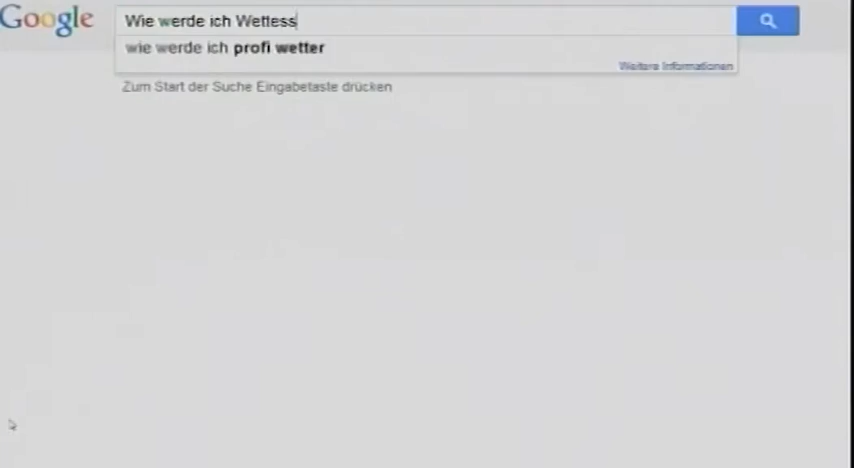 Google
Wie werde ich Wettess
wie werde ich profi wetter
Weitere Informationen
Zum Start der Suche Eingabetaste drücken